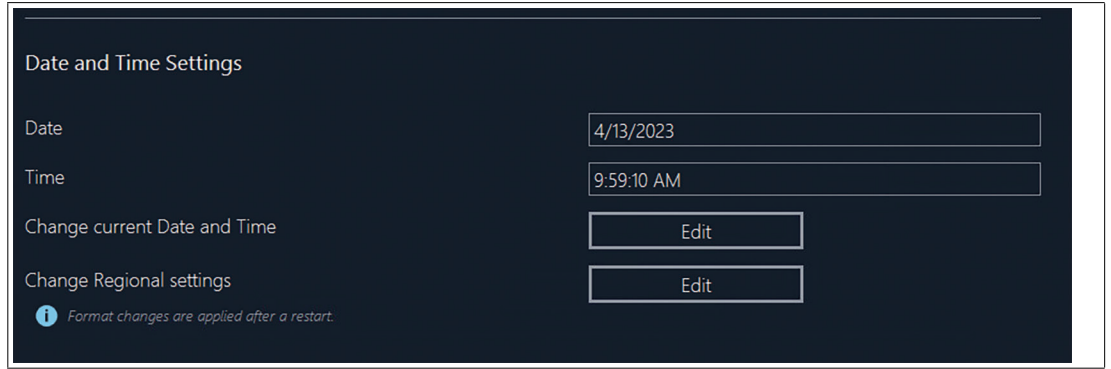 Date and Time Settings
Date
4/13/2023
Time
9:59:10 AM
Change current Date and Time
Edit
Change Regional settings
Edit
i
Format changes are applied after a restart.